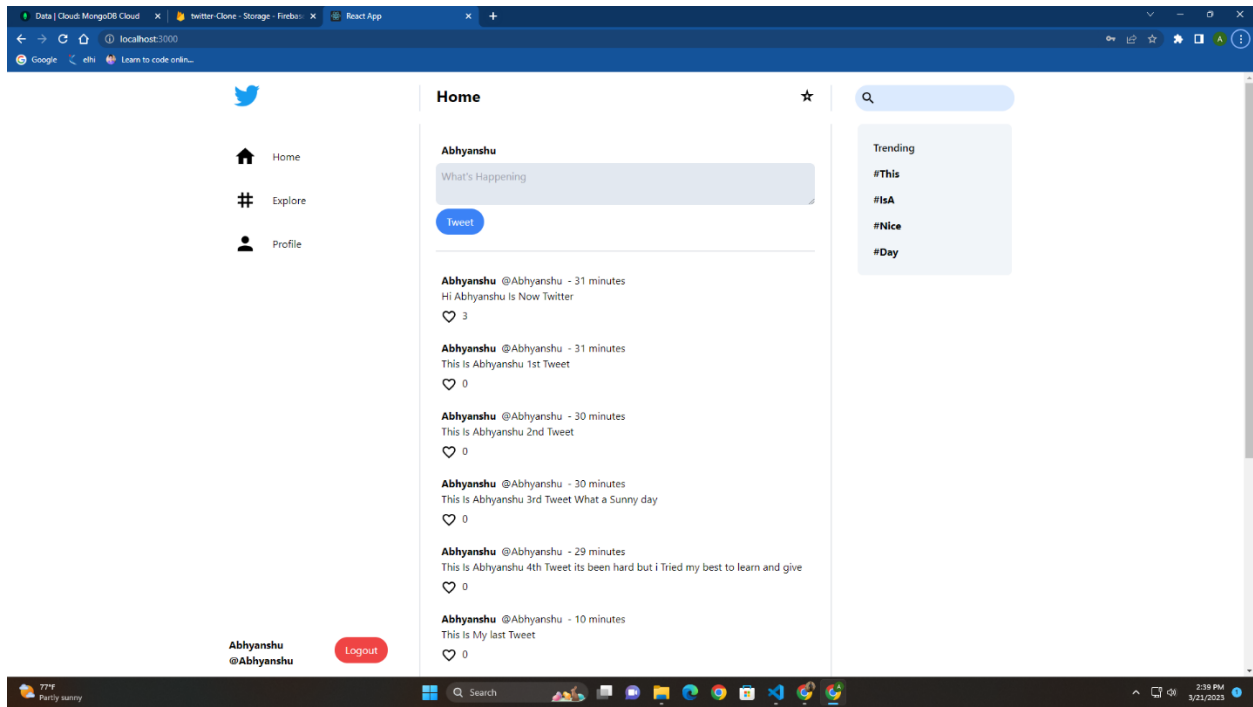 Data | Cloud: MongoDB Cloud
twitter-Clone - Storage - Firebas
React App
localhost:3000
Google
elhi
Learn to code onlin...
A
Home
Abhyanshu
What's Happening
Tweet
Home
Explore
Profile
Trending
#This
#IsA
#Nice
#Day
Abhyanshu @Abhyanshu - 31 minutes
Hi Abhyanshu Is Now Twitter
3
Abhyanshu @Abhyanshu - 31 minutes
This Is Abhyanshu 1st Tweet
0
Abhyanshu @Abhyanshu - 30 minutes
This Is Abhyanshu 2nd Tweet
0
Abhyanshu @Abhyanshu - 30 minutes
This Is Abhyanshu 3rd Tweet What a Sunny day
0
Abhyanshu @Abhyanshu - 29 minutes
This Is Abhyanshu 4th Tweet its been hard but i Tried my best to learn and give
0
Abhyanshu @Abhyanshu - 10 minutes
This Is My last Tweet
0
Abhyanshu
@Abhyanshu
Logout
77°F
Partly sunny
Search
2:39 PM
3/21/2023